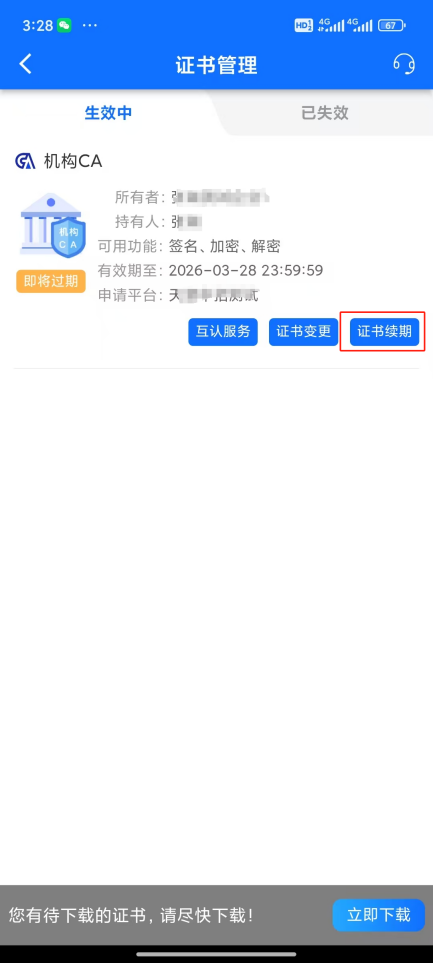 3:28 ··· HD 4G 4G 67
证书管理
生效中 已失效
CA 机构CA
机构
CA
即将过期
所有者：
持有人：张
可用功能：签名、加密、解密
有效期至：2026-03-28 23:59:59
申请平台：天
互认服务 证书变更 证书续期
您有待下载的证书，请尽快下载！ 立即下载